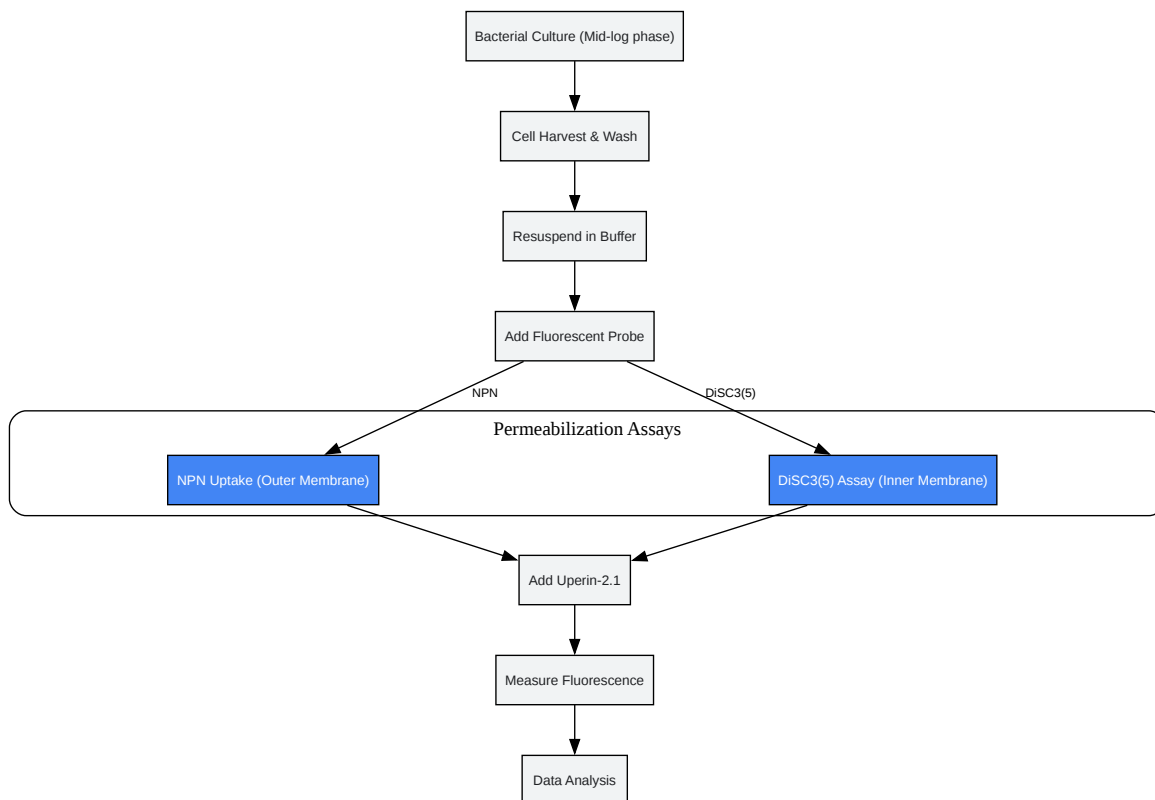 Bacterial Culture (Mid-log phase)
Cell Harvest & Wash
Resuspend in Buffer
Add Fluorescent Probe
NPN
DiSC3(5)
Permeabilization Assays
NPN Uptake (Outer Membrane)
DiSC3(5) Assay (Inner Membrane)
Add Uperin-2.1
Measure Fluorescence
Data Analysis